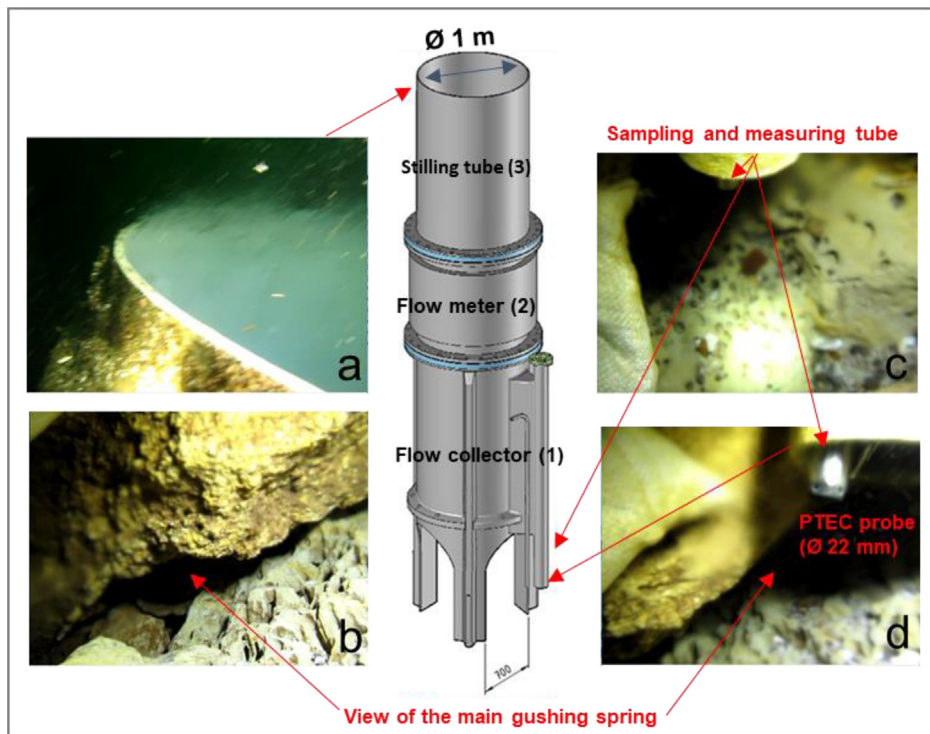 Ø 1 m
Sampling and measuring tube
Stilling tube (3)
Flow meter (2)
a
c
Flow collector (1)
PTEC probe
(Ø 22 mm)
b
d
700
View of the main gushing spring